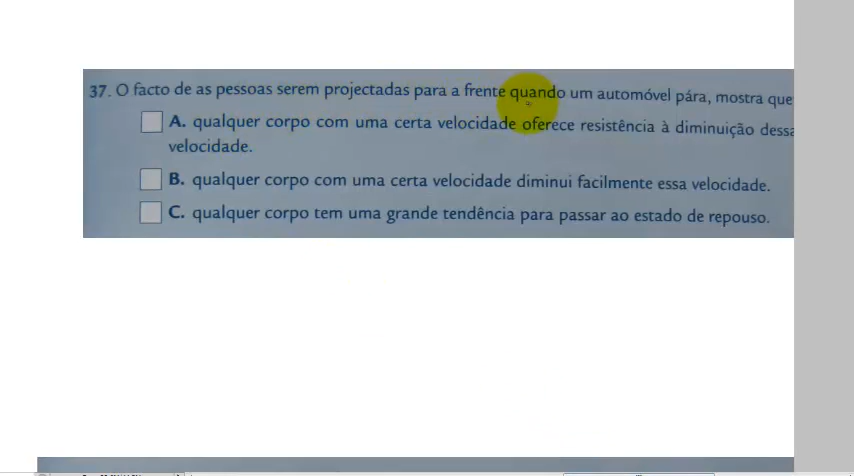 37. O facto de as pessoas serem projectadas para a frente quando um automóvel pára, mostra que
A. qualquer corpo com uma certa velocidade oferece resistência à diminuição dessa
velocidade.
B. qualquer corpo com uma certa velocidade diminui facilmente essa velocidade.
C. qualquer corpo tem uma grande tendência para passar ao estado de repouso.